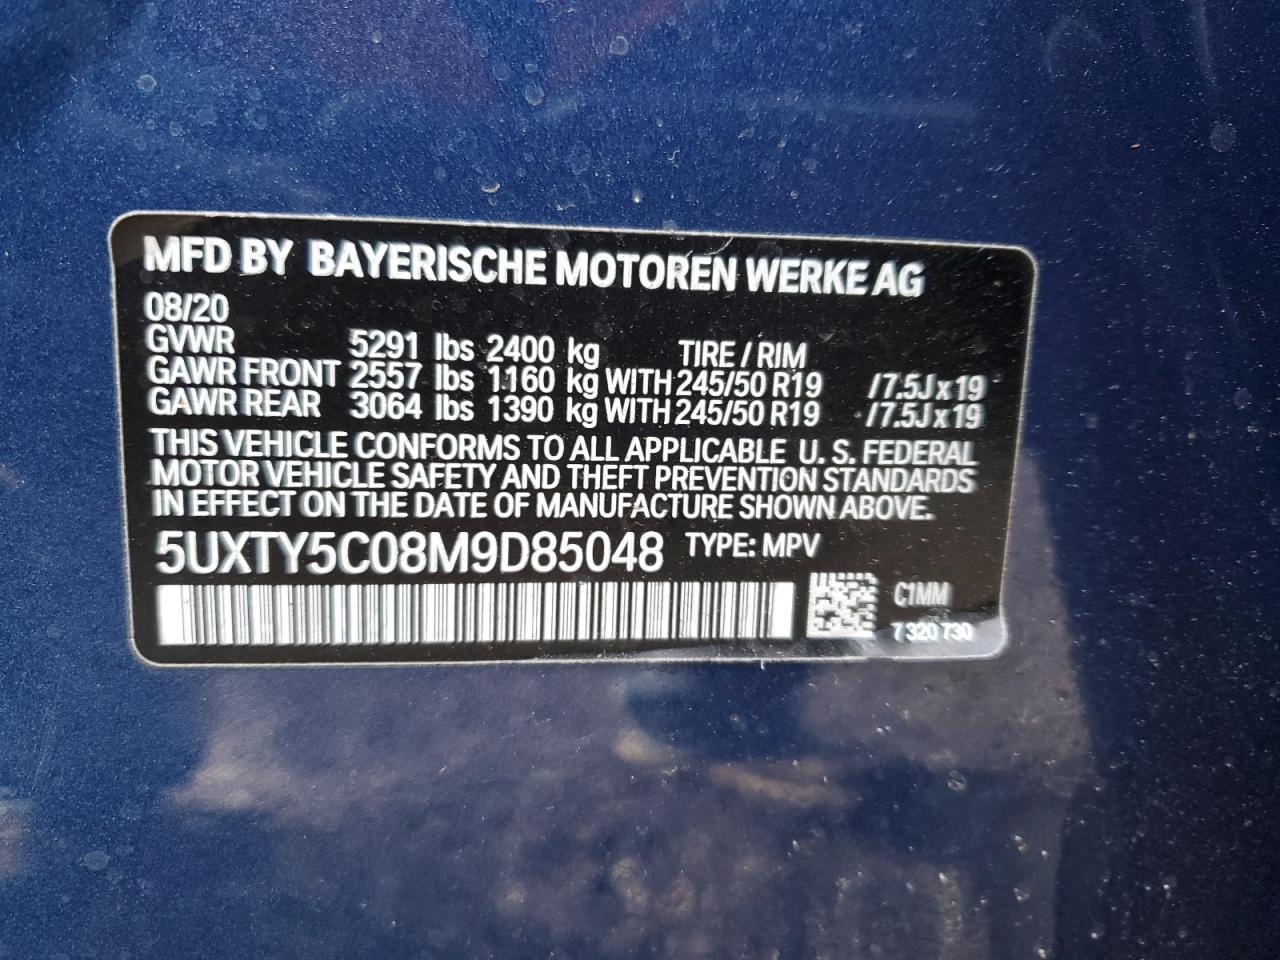 MFD BY BAYERISCHE MOTOREN WERKE AG
08/20
GVWR 5291 lbs 2400 kg TIRE / RIM
GAWR FRONT 2557 lbs 1160 kg WITH 245/50 R19 /7.5J x 19
GAWR REAR 3064 lbs 1390 kg WITH 245/50 R19 /7.5J x 19
THIS VEHICLE CONFORMS TO ALL APPLICABLE U. S. FEDERAL
MOTOR VEHICLE SAFETY AND THEFT PREVENTION STANDARDS
IN EFFECT ON THE DATE OF MANUFACTURE SHOWN ABOVE.
5UXTY5C08M9D85048 TYPE: MPV
C1MM
7 320 730